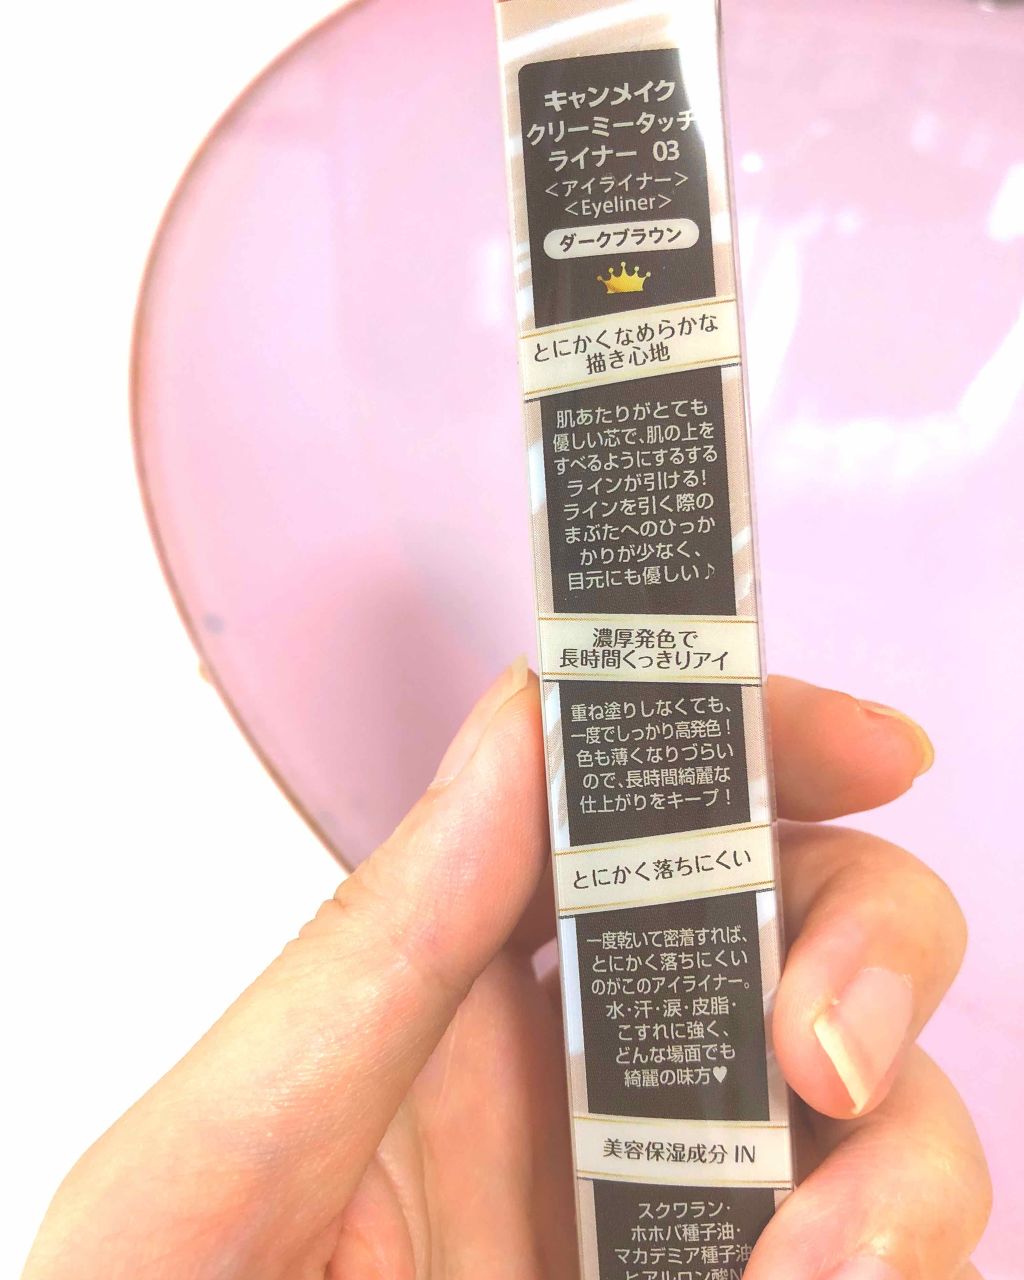 キャンメイク
クリーミータッチ
ライナー 03
<アイライナー>
<Eyeliner>
ダークブラウン
とにかくなめらかな
描き心地
肌あたりがとても
優しい芯で、肌の上を
すべるようにするする
ラインが引ける!
ラインを引く際の
まぶたへのひっか
かりが少なく、
目元にも優しい♪
濃厚発色で
長時間くっきりアイ
重ね塗りしなくても、
一度でしっかり高発色!
色も薄くなりづらい
ので、長時間綺麗な
仕上がりをキープ!
とにかく落ちにくい
一度乾いて密着すれば、
とにかく落ちにくい
のがこのアイライナー。
水・汗・涙・皮脂・
こすれに強く、
どんな場面でも
綺麗の味方♥
美容保湿成分 IN
スクワラン・
ホホバ種子油・
マカデミア種子油
ヒアルロン酸N